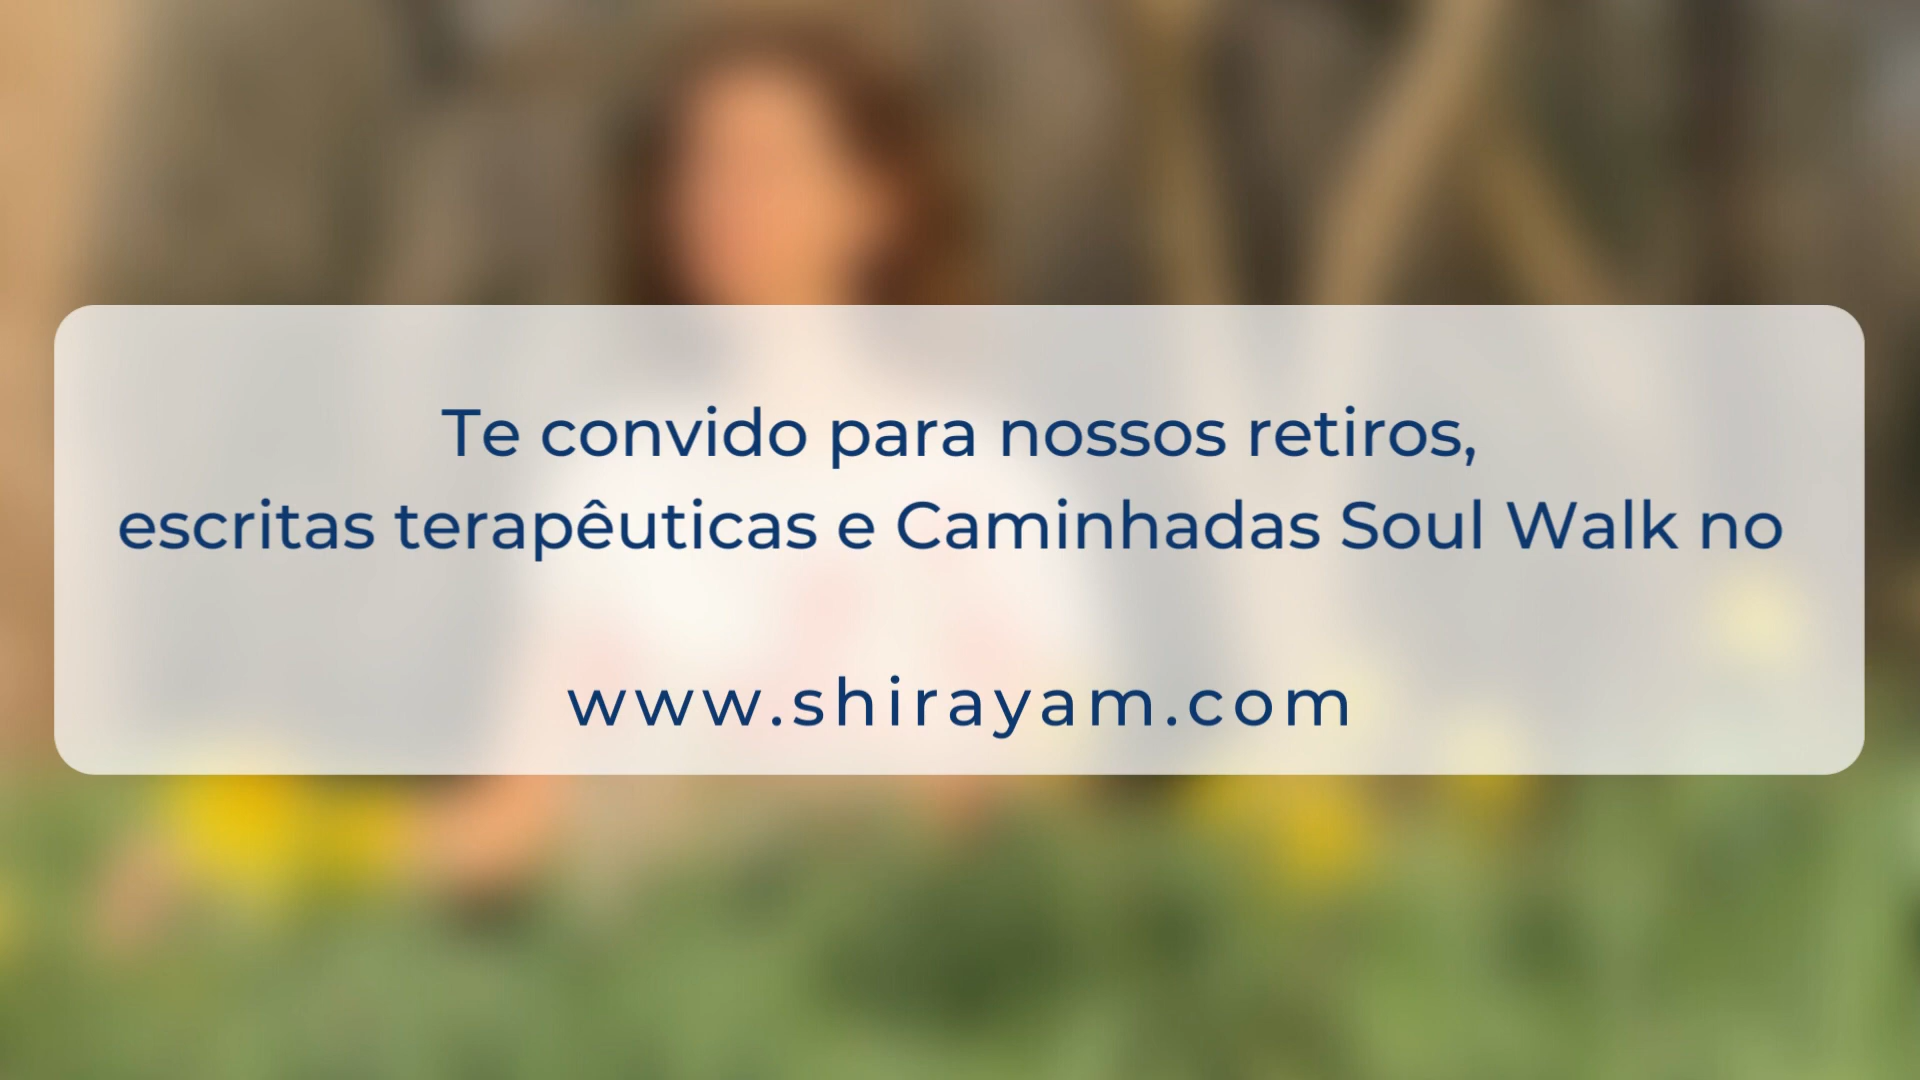 Te convido para nossos retiros,
escritas terapêuticas e Caminhadas Soul Walk no
www.shirayam.com